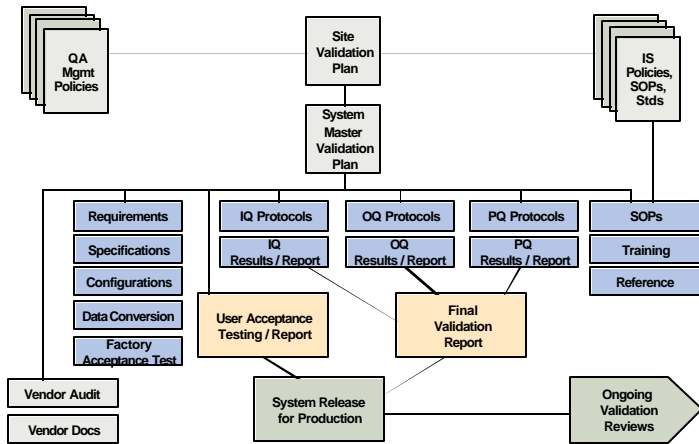 QA
Mgmt
Policies
Site
Validation
Plan
IS
Policies,
SOPs,
Stds
System
Master
Validation
Plan
Requirements
IQ Protocols
OQ Protocols
PQ Protocols
SOPs
Specifications
IQ
Results / Report
OQ
Results / Report
PQ
Results / Report
Training
Configurations
Reference
Data Conversion
User Acceptance
Testing / Report
Final
Validation
Report
Factory
Acceptance Test
Vendor Audit
System Release
for Production
Ongoing
Validation
Reviews
Vendor Docs